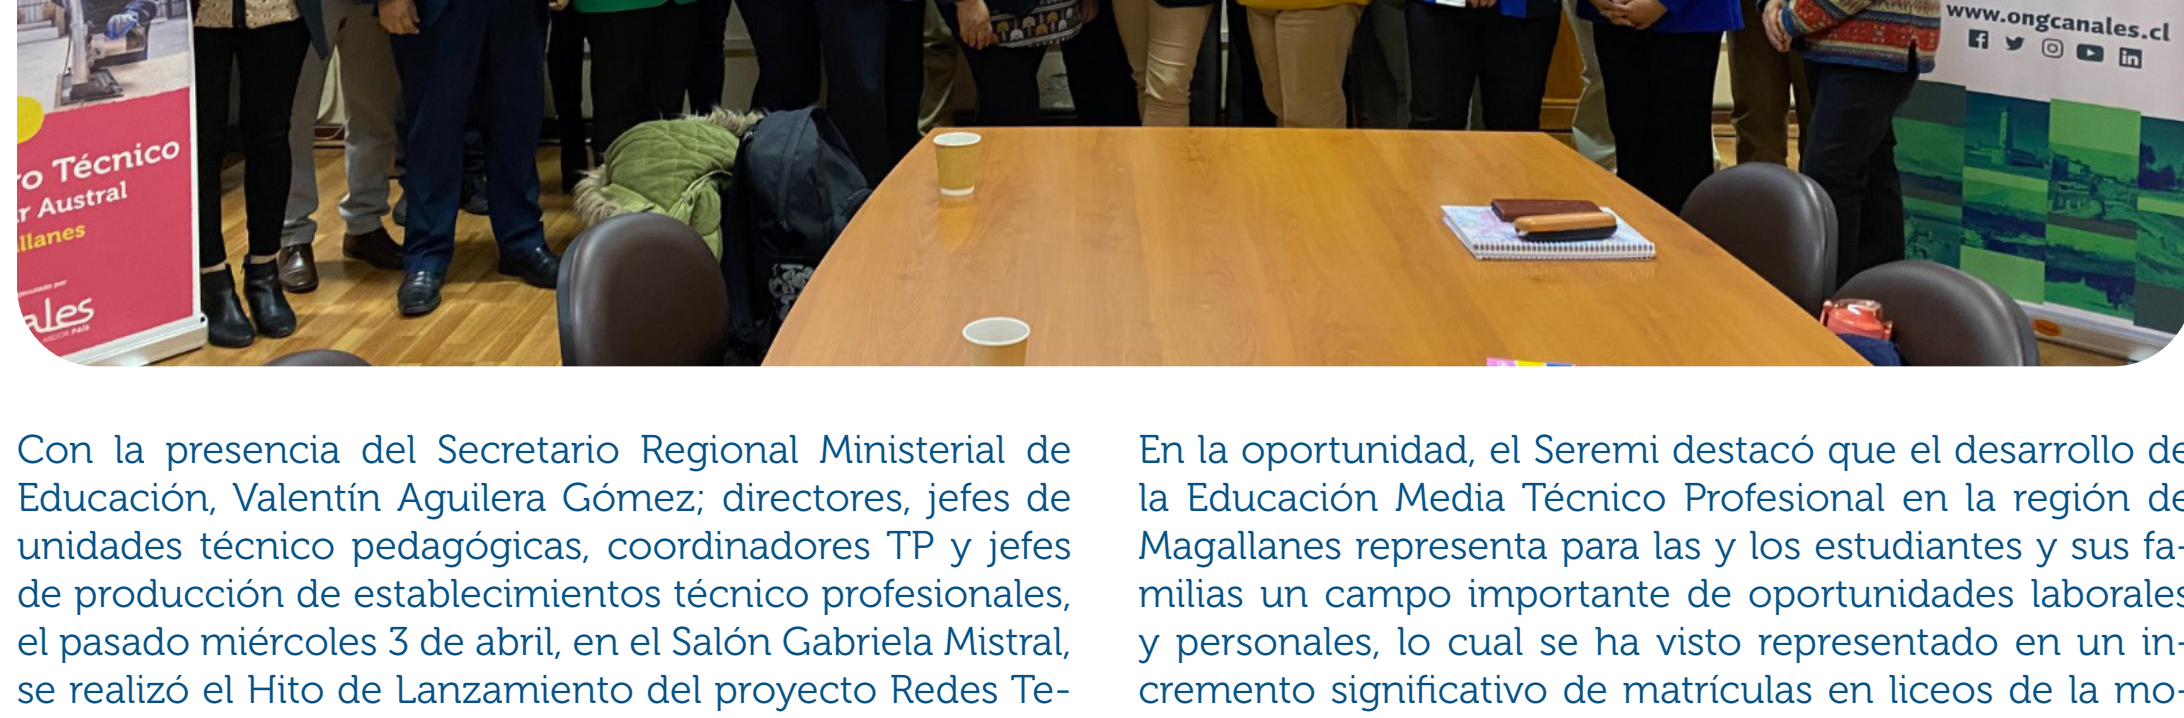 www.ongcanales.cl
Técnico
Austral
Con la presencia del Secretario Regional Ministerial de
Educación, Valentín Aguilera Gómez; directores, jefes de
unidades técnico pedagógicas, coordinadores TP y jefes
de producción de establecimientos técnico profesionales,
el pasado miércoles 3 de abril, en el Salón Gabriela Mistral,
se realizó el Hito de Lanzamiento del proyecto Redes Te-
En la oportunidad, el Seremi destacó que el desarrollo de
la Educación Media Técnico Profesional en la región de
Magallanes representa para las y los estudiantes y sus fa-
milias un campo importante de oportunidades laborales
y personales, lo cual se ha visto representado en un in-
cremento significativo de matrículas en liceos de la mo-